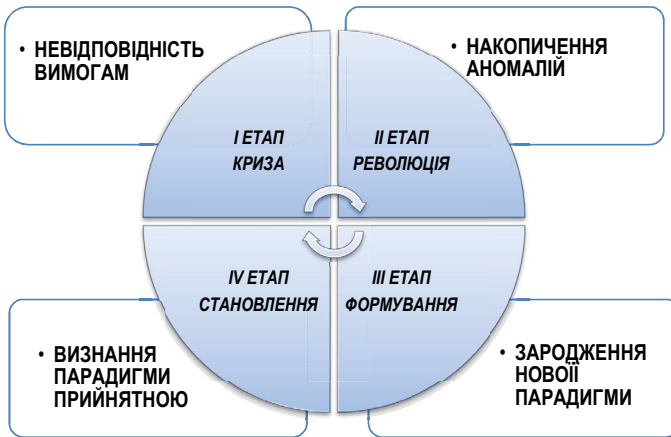 • НЕВІДПОВІДНІСТЬ
ВИМОГАМ
• НАКОПИЧЕННЯ
АНОМАЛІЙ
І ЕТАП
КРИЗА
ІІ ЕТАП
РЕВОЛЮЦІЯ
IV ЕТАП
СТАНОВЛЕННЯ
ІІІ ЕТАП
ФОРМУВАННЯ
• ВИЗНАННЯ
ПАРАДИГМИ
ПРИЙНЯТНОЮ
• ЗАРОДЖЕННЯ
НОВОЇ
ПАРАДИГМИ